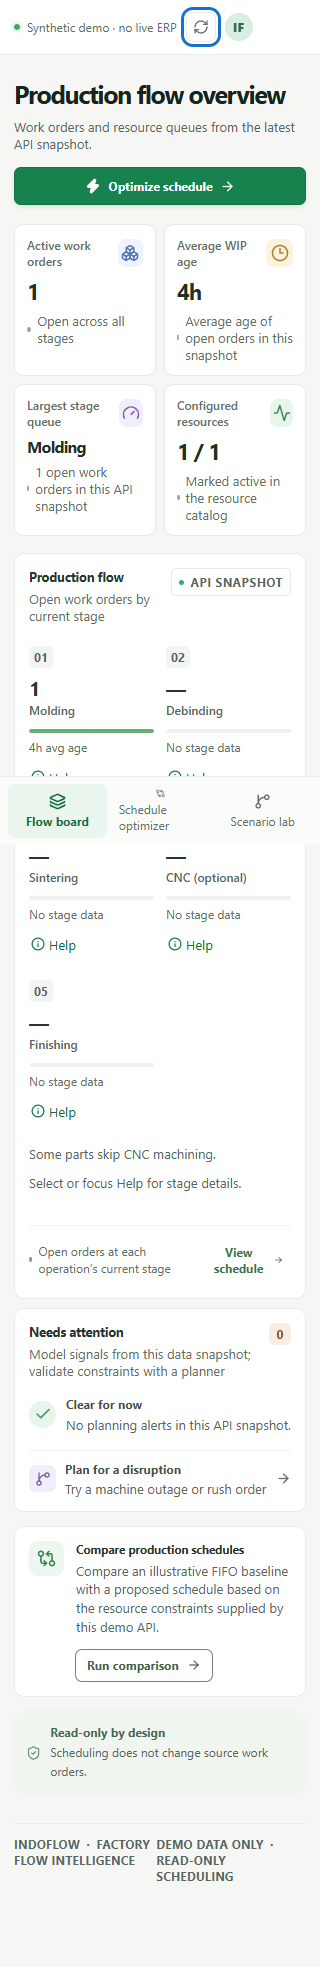 Synthetic demo · no live ERP
IF
Production flow overview
Work orders and resource queues from the latest
API snapshot.
Optimize schedule →
Active work
orders
1
Open across all
stages
Average WIP
age
4h
Average age of
open orders in this
snapshot
Largest stage
queue
Molding
1 open work
orders in this API
snapshot
Configured
resources
1 / 1
Marked active in
the resource
catalog
Production flow
Open work orders by
current stage
API SNAPSHOT
01
1
Molding
4h avg age
02
—
Debinding
No stage data
Flow board
Schedule
optimizer
Scenario lab
—
Sintering
No stage data
Help
—
CNC (optional)
No stage data
Help
05
—
Finishing
No stage data
Help
Some parts skip CNC machining.
Select or focus Help for stage details.
Open orders at each
operation's current stage
View
schedule →
Needs attention
0
Model signals from this data snapshot;
validate constraints with a planner
Clear for now
No planning alerts in this API snapshot.
Plan for a disruption
Try a machine outage or rush order →
Compare production schedules
Compare an illustrative FIFO baseline
with a proposed schedule based on
the resource constraints supplied by
this demo API.
Run comparison →
Read-only by design
Scheduling does not change source work
orders.
INDOFLOW · FACTORY
FLOW INTELLIGENCE
DEMO DATA ONLY ·
READ-ONLY
SCHEDULING